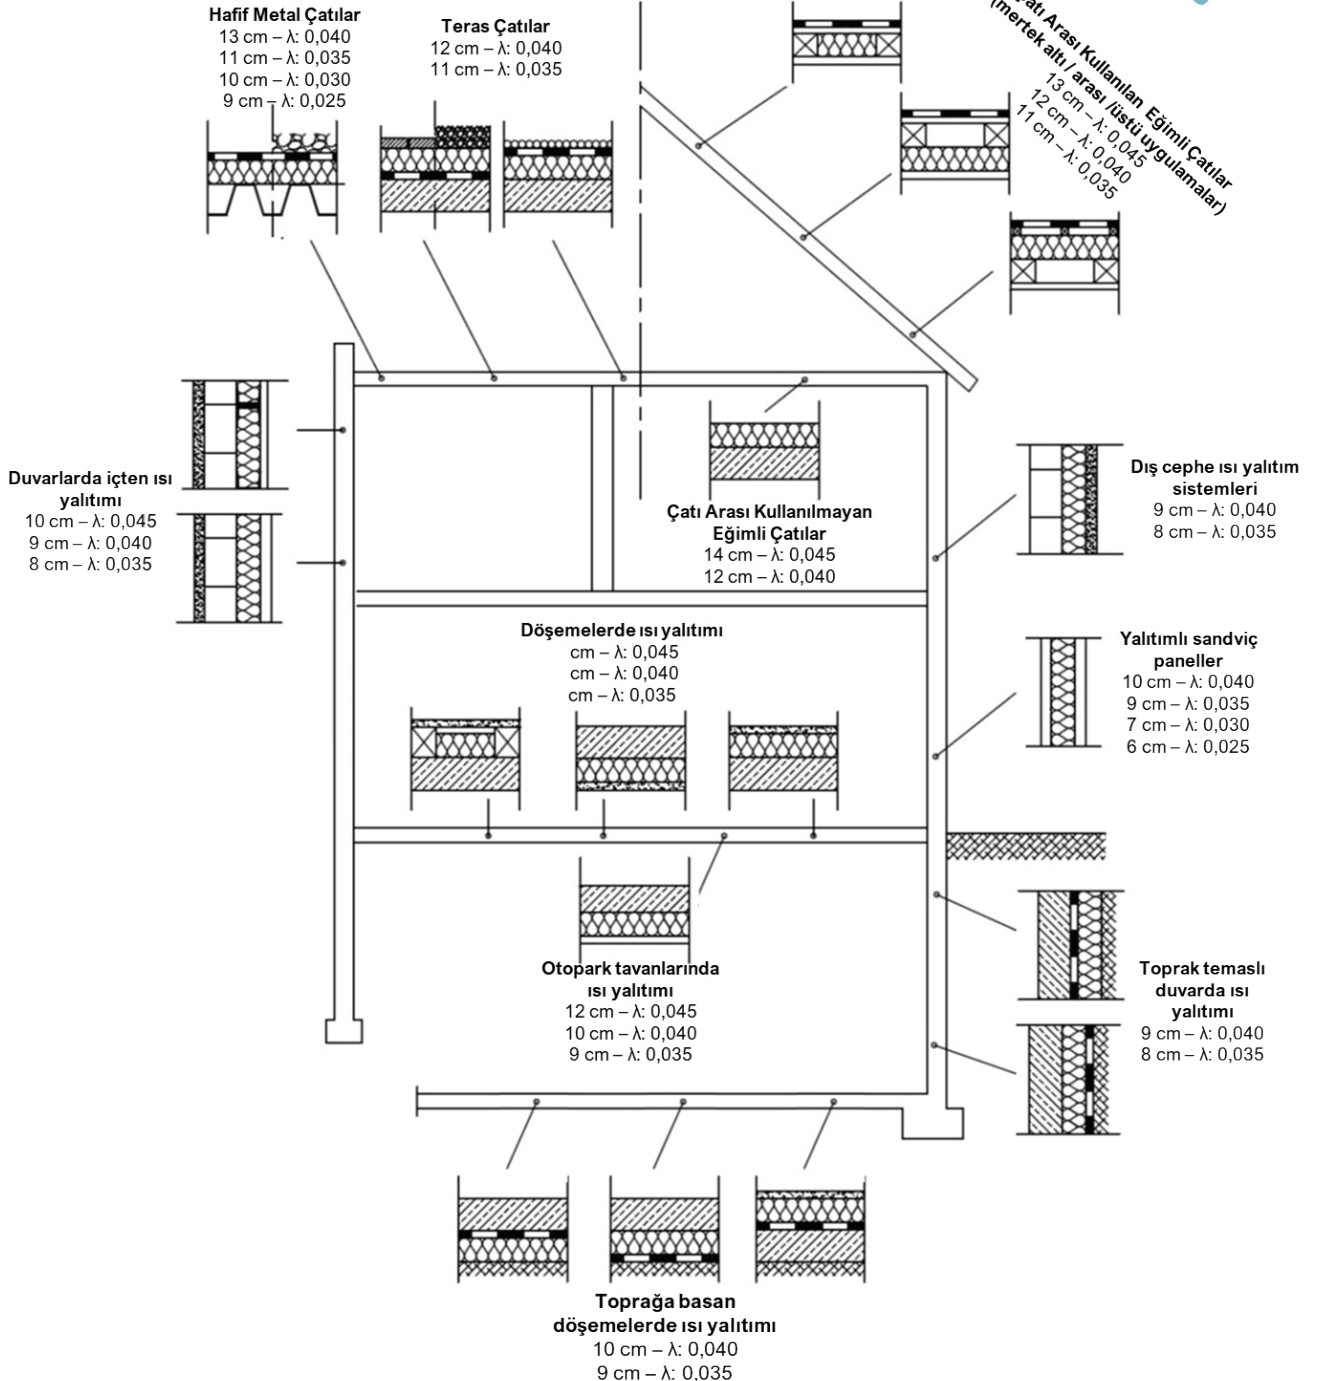 Hafif Metal Çatılar
13 cm – λ: 0,040
11 cm – λ: 0,035
10 cm – λ: 0,030
9 cm – λ: 0,025
Teras Çatılar
12 cm – λ: 0,040
11 cm – λ: 0,035
Çatı Arası Kullanılan Eğimli Çatılar
(mertek altı / arası /üstü uygulamalar)
13 cm – λ: 0,045
12 cm – λ: 0,040
11 cm – λ: 0,035
Duvarlarda içten ısı
yalıtımı
10 cm – λ: 0,045
9 cm – λ: 0,040
8 cm – λ: 0,035
Çatı Arası Kullanılmayan
Eğimli Çatılar
14 cm – λ: 0,045
12 cm – λ: 0,040
Dış cephe ısı yalıtım
sistemleri
9 cm – λ: 0,040
8 cm – λ: 0,035
Döşemelerde ısı yalıtımı
cm – λ: 0,045
cm – λ: 0,040
cm – λ: 0,035
Yalıtımlı sandviç
paneller
10 cm – λ: 0,040
9 cm – λ: 0,035
7 cm – λ: 0,030
6 cm – λ: 0,025
Otopark tavanlarında
ısı yalıtımı
12 cm – λ: 0,045
10 cm – λ: 0,040
9 cm – λ: 0,035
Toprak temaslı
duvarda ısı
yalıtımı
9 cm – λ: 0,040
8 cm – λ: 0,035
Toprağa basan
döşemelerde ısı yalıtımı
10 cm – λ: 0,040
9 cm – λ: 0,035